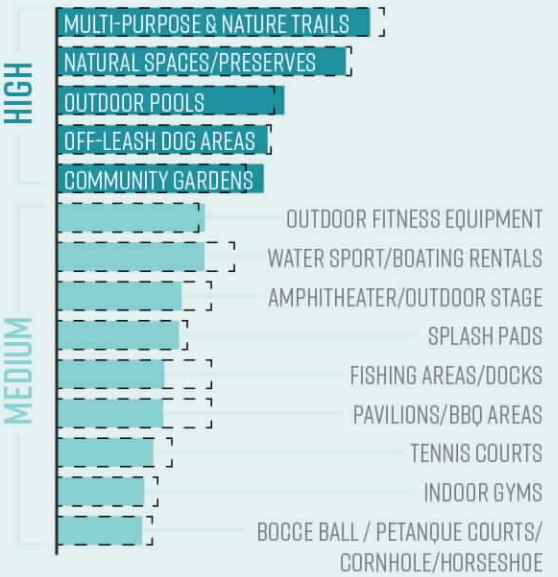 HIGH
MULTI-PURPOSE & NATURE TRAILS
NATURAL SPACES/PRESERVES
OUTDOOR POOLS
OFF-LEASH DOG AREAS
COMMUNITY GARDENS
MEDIUM
OUTDOOR FITNESS EQUIPMENT
WATER SPORT/BOATING RENTALS
AMPHITHEATER/OUTDOOR STAGE
SPLASH PADS
FISHING AREAS/DOCKS
PAVILIONS/BBQ AREAS
TENNIS COURTS
INDOOR GYMS
BOCCE BALL / PETANQUE COURTS/
CORNHOLE/HORSESHOE